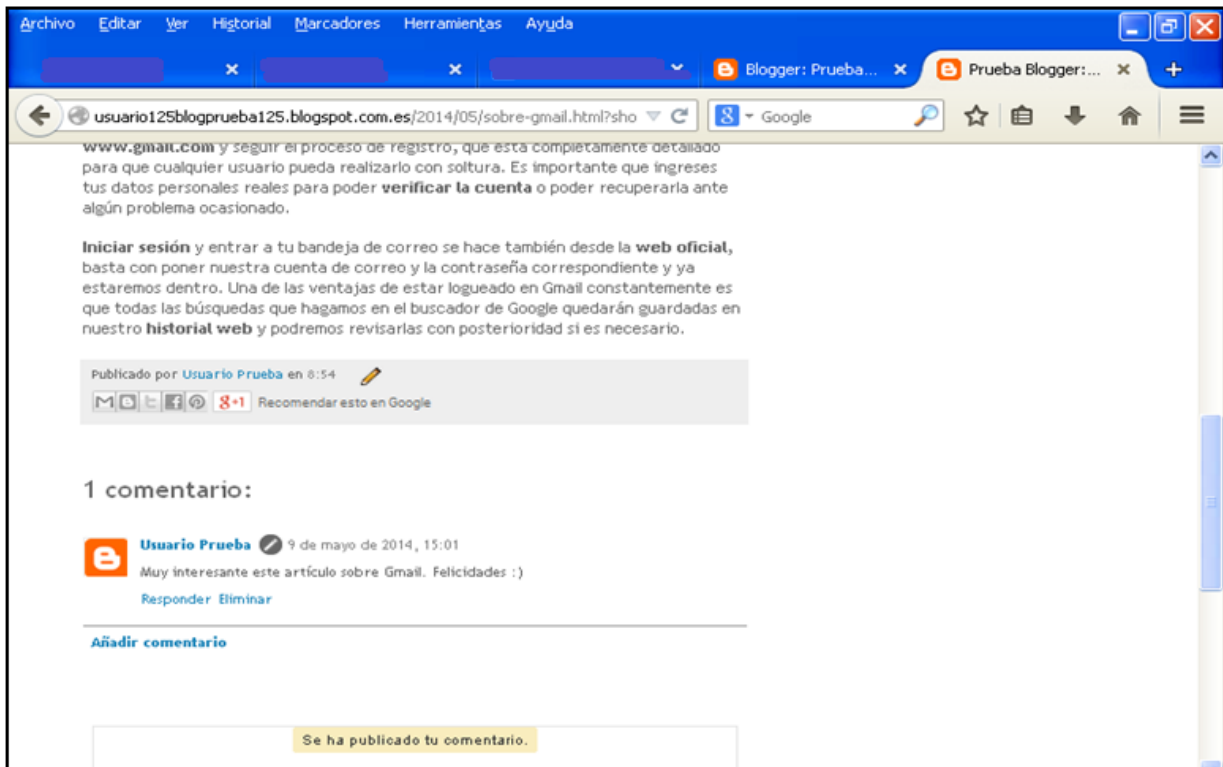 Archivo Editar Ver Historial Marcadores Herramientas Ayuda
Blogger: Prueba... Prueba Blogger:...
usuario125blogprueba125.blogspot.com.es/2014/05/sobre-gmail.html?sho Google
www.gmail.com y seguir el proceso de registro, que está completamente detallado
para que cualquier usuario pueda realizarlo con soltura. Es importante que ingreses
tus datos personales reales para poder verificar la cuenta o poder recuperarla ante
algún problema ocasionado.
Iniciar sesión y entrar a tu bandeja de correo se hace también desde la web oficial,
basta con poner nuestra cuenta de correo y la contraseña correspondiente y ya
estaremos dentro. Una de las ventajas de estar logueado en Gmail constantemente es
que todas las búsquedas que hagamos en el buscador de Google quedarán guardadas en
nuestro historial web y podremos revisarlas con posterioridad si es necesario.
Publicado por Usuario Prueba en 8:54
g+1 Recomendar esto en Google
1 comentario:
Usuario Prueba 9 de mayo de 2014, 15:01
Muy interesante este artículo sobre Gmail. Felicidades :)
Responder Eliminar
Añadir comentario
Se ha publicado tu comentario.